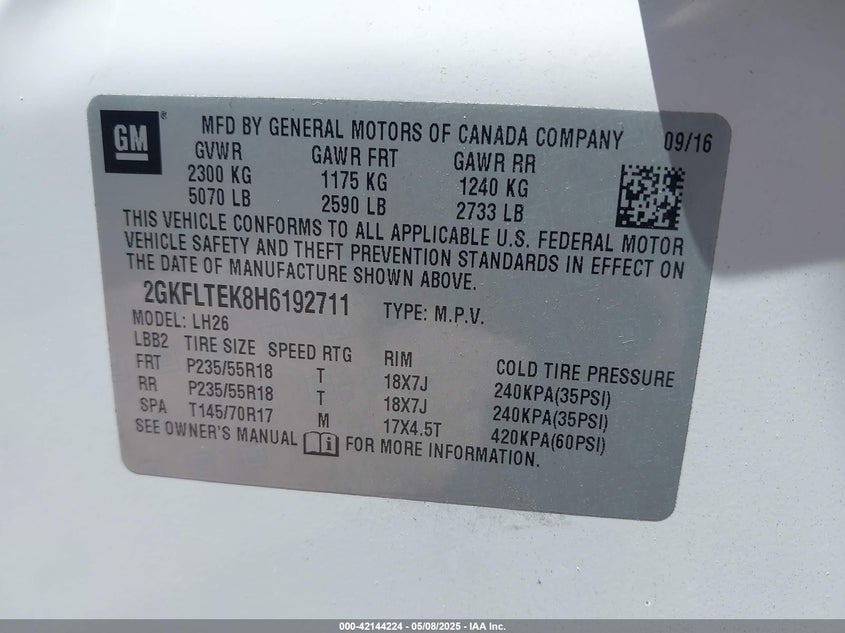 GM ® MFD BY GENERAL MOTORS OF CANADA COMPANY 09/16
GVWR GAWR FRT GAWR RR
2300 KG 1175 KG 1240 KG
5070 LB 2590 LB 2733 LB
THIS VEHICLE CONFORMS TO ALL APPLICABLE U.S. FEDERAL MOTOR
VEHICLE SAFETY AND THEFT PREVENTION STANDARDS IN EFFECT ON
THE DATE OF MANUFACTURE SHOWN ABOVE.
2GKFLTEK8H6192711 TYPE: M.P.V.
MODEL: LH26
LBB2 TIRE SIZE SPEED RTG RIM COLD TIRE PRESSURE
FRT P235/55R18 T 18X7J 240KPA(35PSI)
RR P235/55R18 T 18X7J 240KPA(35PSI)
SPA T145/70R17 M 17X4.5T 420KPA(60PSI)
SEE OWNER'S MANUAL FOR MORE INFORMATION.
000-42144224 - 05/08/2025 - IAA Inc.